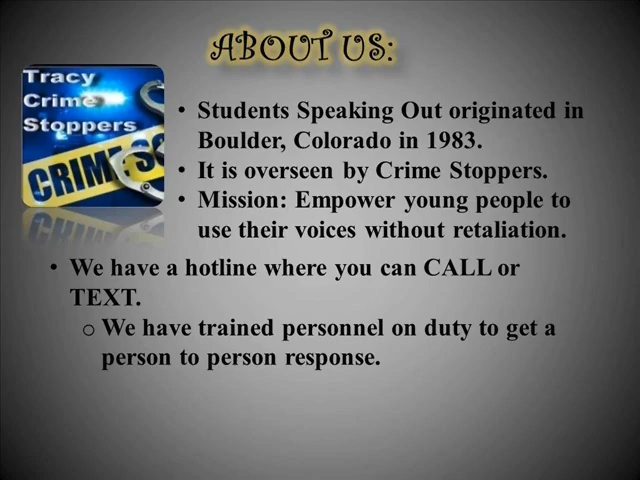 ABOUT US:
Tracy
Crime
Stoppers
CRIME SC
• Students Speaking Out originated in
Boulder, Colorado in 1983.
• It is overseen by Crime Stoppers.
• Mission: Empower young people to
use their voices without retaliation.
• We have a hotline where you can CALL or
TEXT.
o We have trained personnel on duty to get a
person to person response.